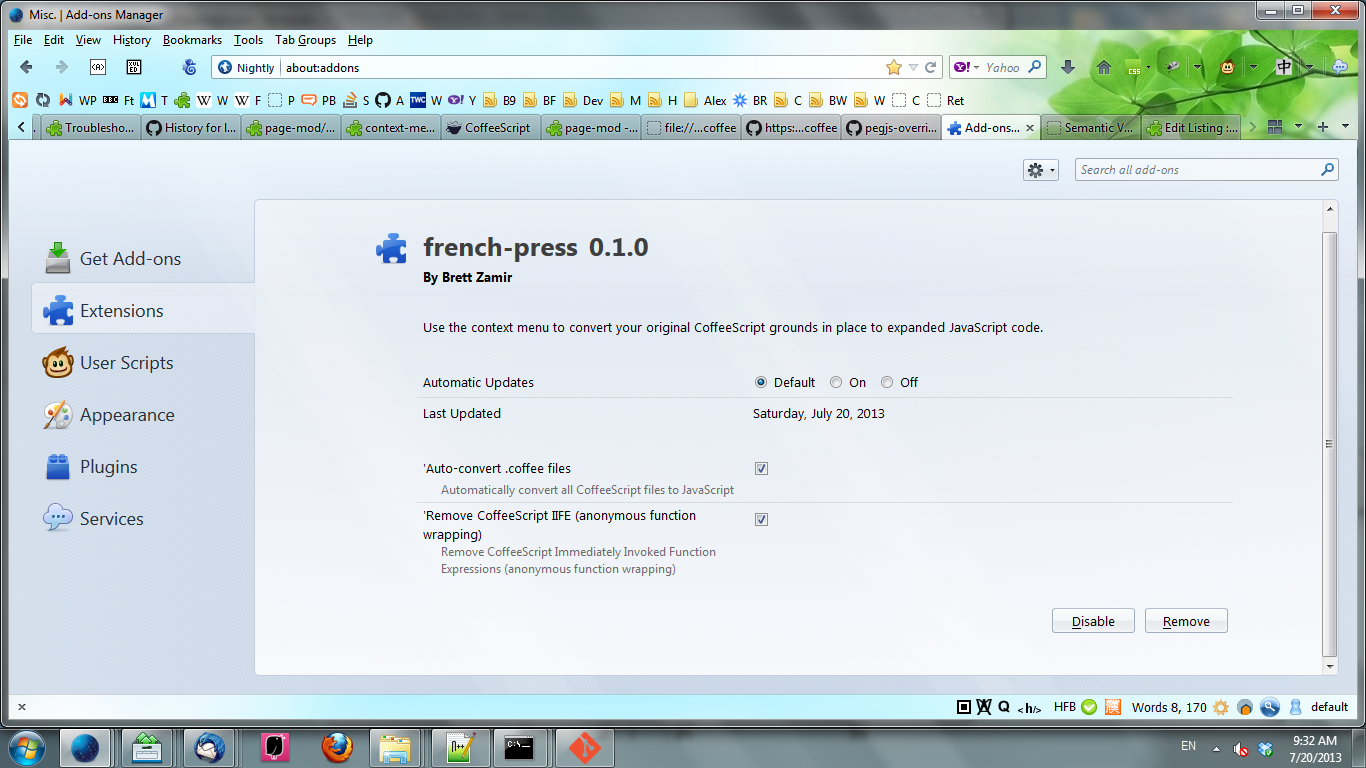 Misc. | Add-ons Manager
File Edit View History Bookmarks Tools Tab Groups Help
<A> XUL ED Nightly about:addons Y! Yahoo css 中
WP BBC Ft M T W W W F P PB S A TWC W Y! Y B9 BF Dev M H Alex BR C BW W C Ret
Troublesho... History for l... page-mod/... context-me... CoffeeScript page-mod -... file://...coffee https:...coffee pegjs-overri... Add-ons... Semantic V... Edit Listing :...
Search all add-ons
Get Add-ons
Extensions
User Scripts
Appearance
Plugins
Services
french-press 0.1.0
By Brett Zamir
Use the context menu to convert your original CoffeeScript grounds in place to expanded JavaScript code.
Automatic Updates Default On Off
Last Updated Saturday, July 20, 2013
'Auto-convert .coffee files
Automatically convert all CoffeeScript files to JavaScript
'Remove CoffeeScript IIFE (anonymous function
wrapping)
Remove CoffeeScript Immediately Invoked Function
Expressions (anonymous function wrapping)
Disable Remove
<h/> HFB Words 8, 170 default
EN 9:32 AM
7/20/2013